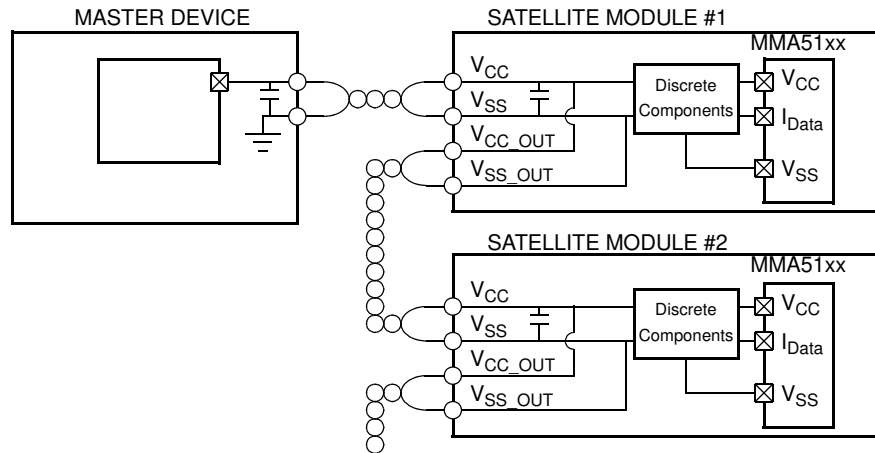 MASTER DEVICE
SATELLITE MODULE #1
MMA51xx
VCC
VSS
VCC_OUT
VSS_OUT
Discrete
Components
VCC
IData
VSS
SATELLITE MODULE #2
MMA51xx
VCC
VSS
VCC_OUT
VSS_OUT
Discrete
Components
VCC
IData
VSS